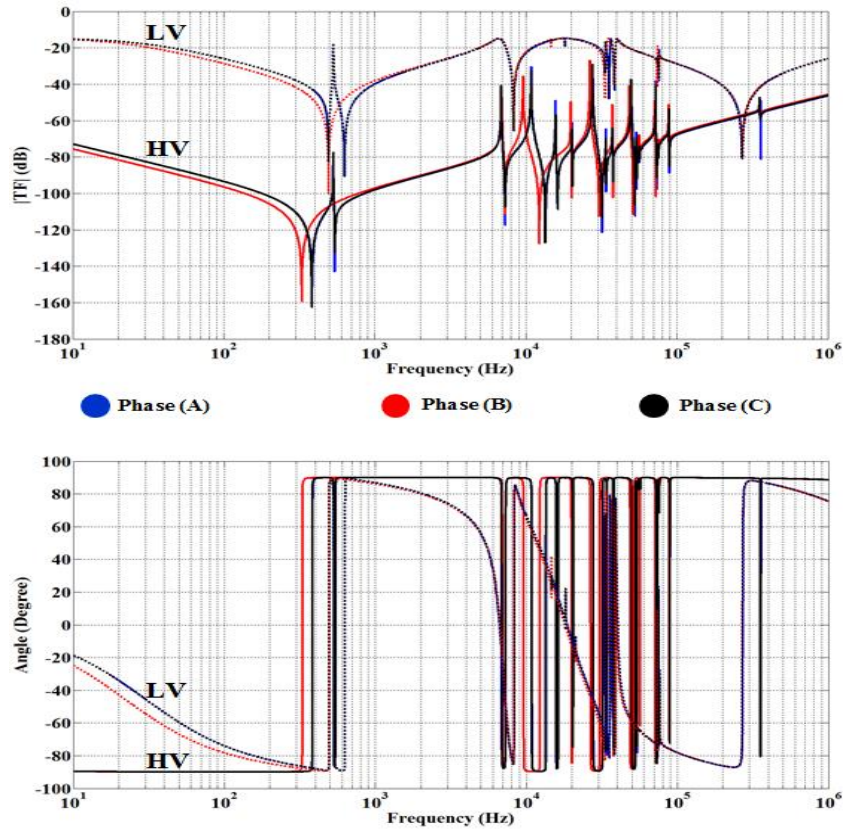 0
-20
-40
-60
-80
-100
-120
-140
-160
-180
|TF| (dB)
LV
HV
10^1 10^2 10^3 10^4 10^5 10^6
Frequency (Hz)
Phase (A) Phase (B) Phase (C)
100
80
60
40
20
0
-20
-40
-60
-80
-100
Angle (Degree)
LV
HV
10^1 10^2 10^3 10^4 10^5 10^6
Frequency (Hz)